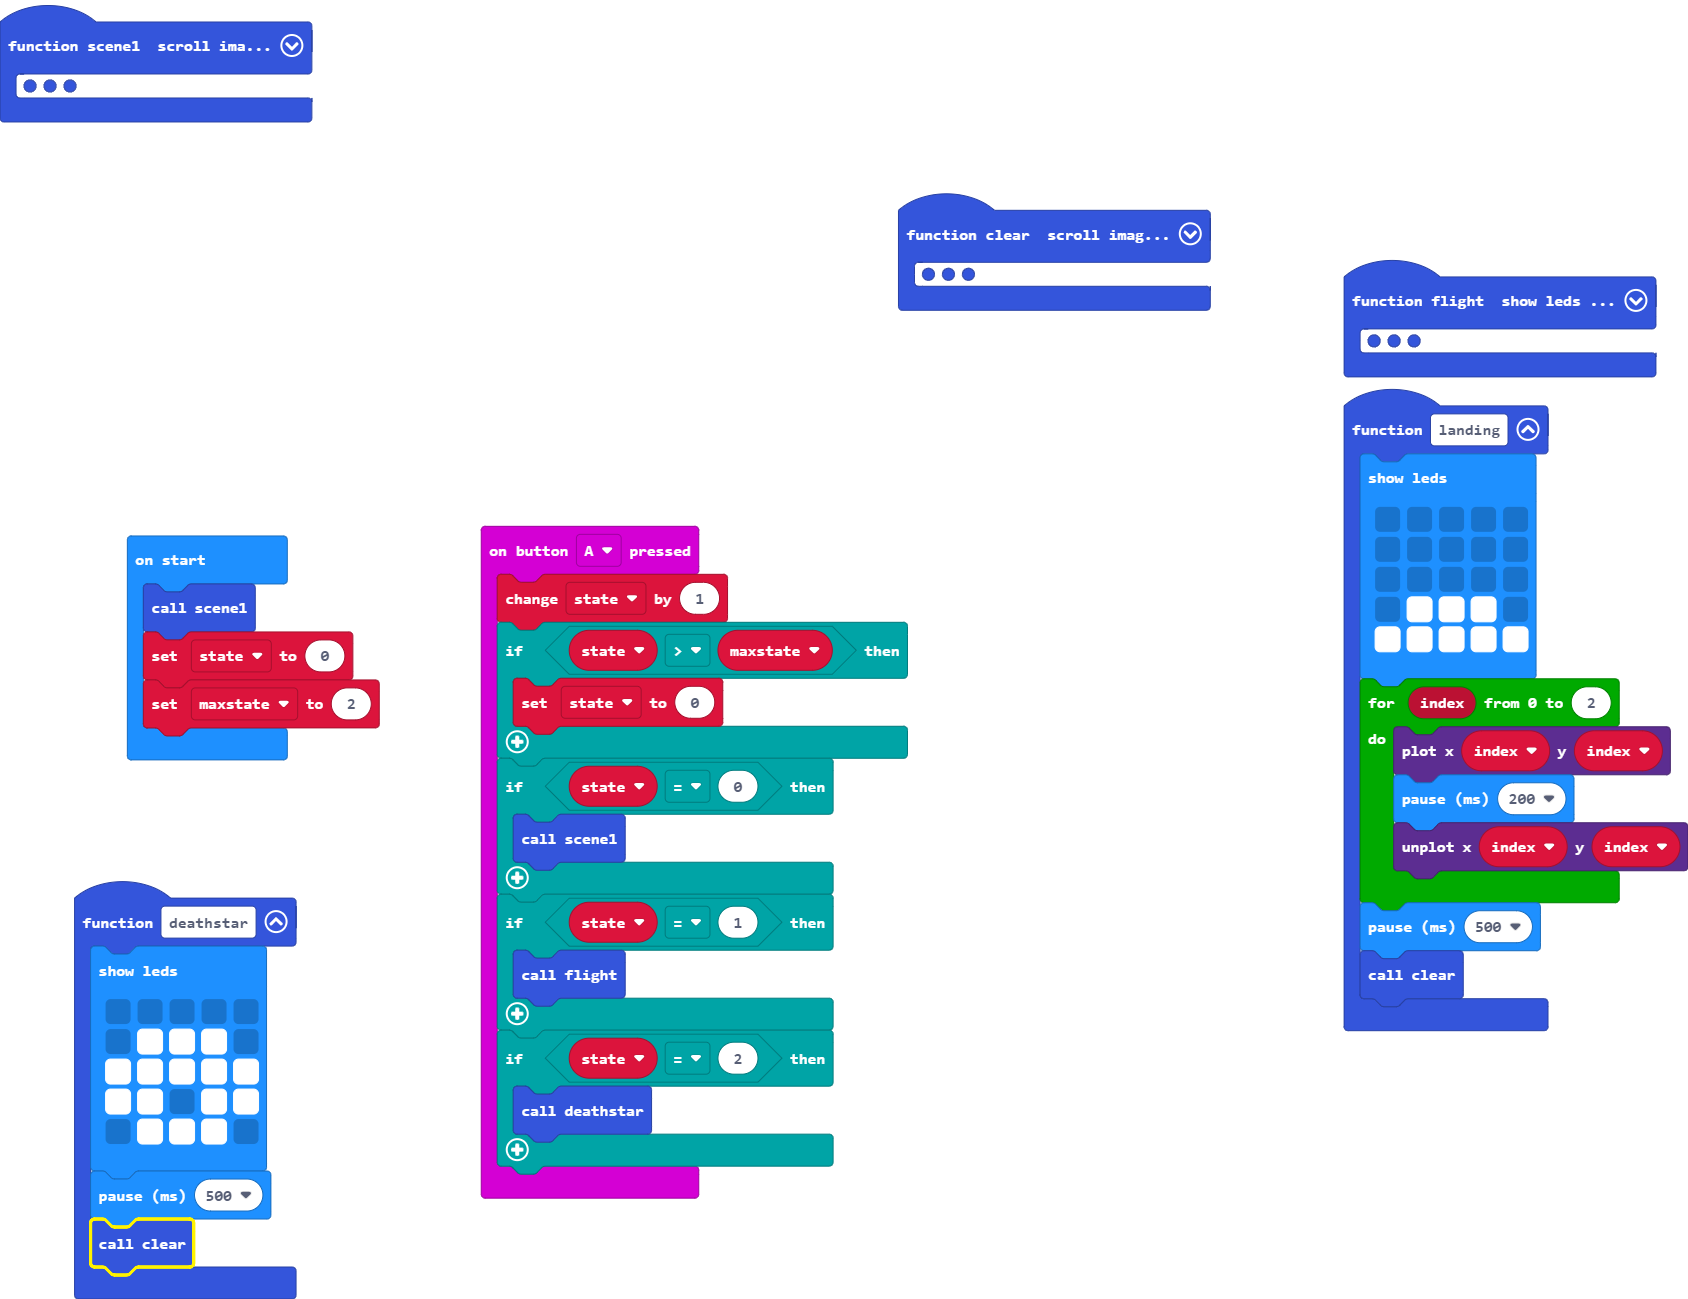 function scene1 scroll ima...
function clear scroll imag...
function flight show leds ...
function landing
show leds
for index from 0 to 2
do
plot x index y index
pause (ms) 200
unplot x index y index
pause (ms) 500
call clear
on start
call scene1
set state to 0
set maxstate to 2
on button A pressed
change state by 1
if state > maxstate then
set state to 0
if state = 0 then
call scene1
if state = 1 then
call flight
if state = 2 then
call deathstar
function deathstar
show leds
pause (ms) 500
call clear